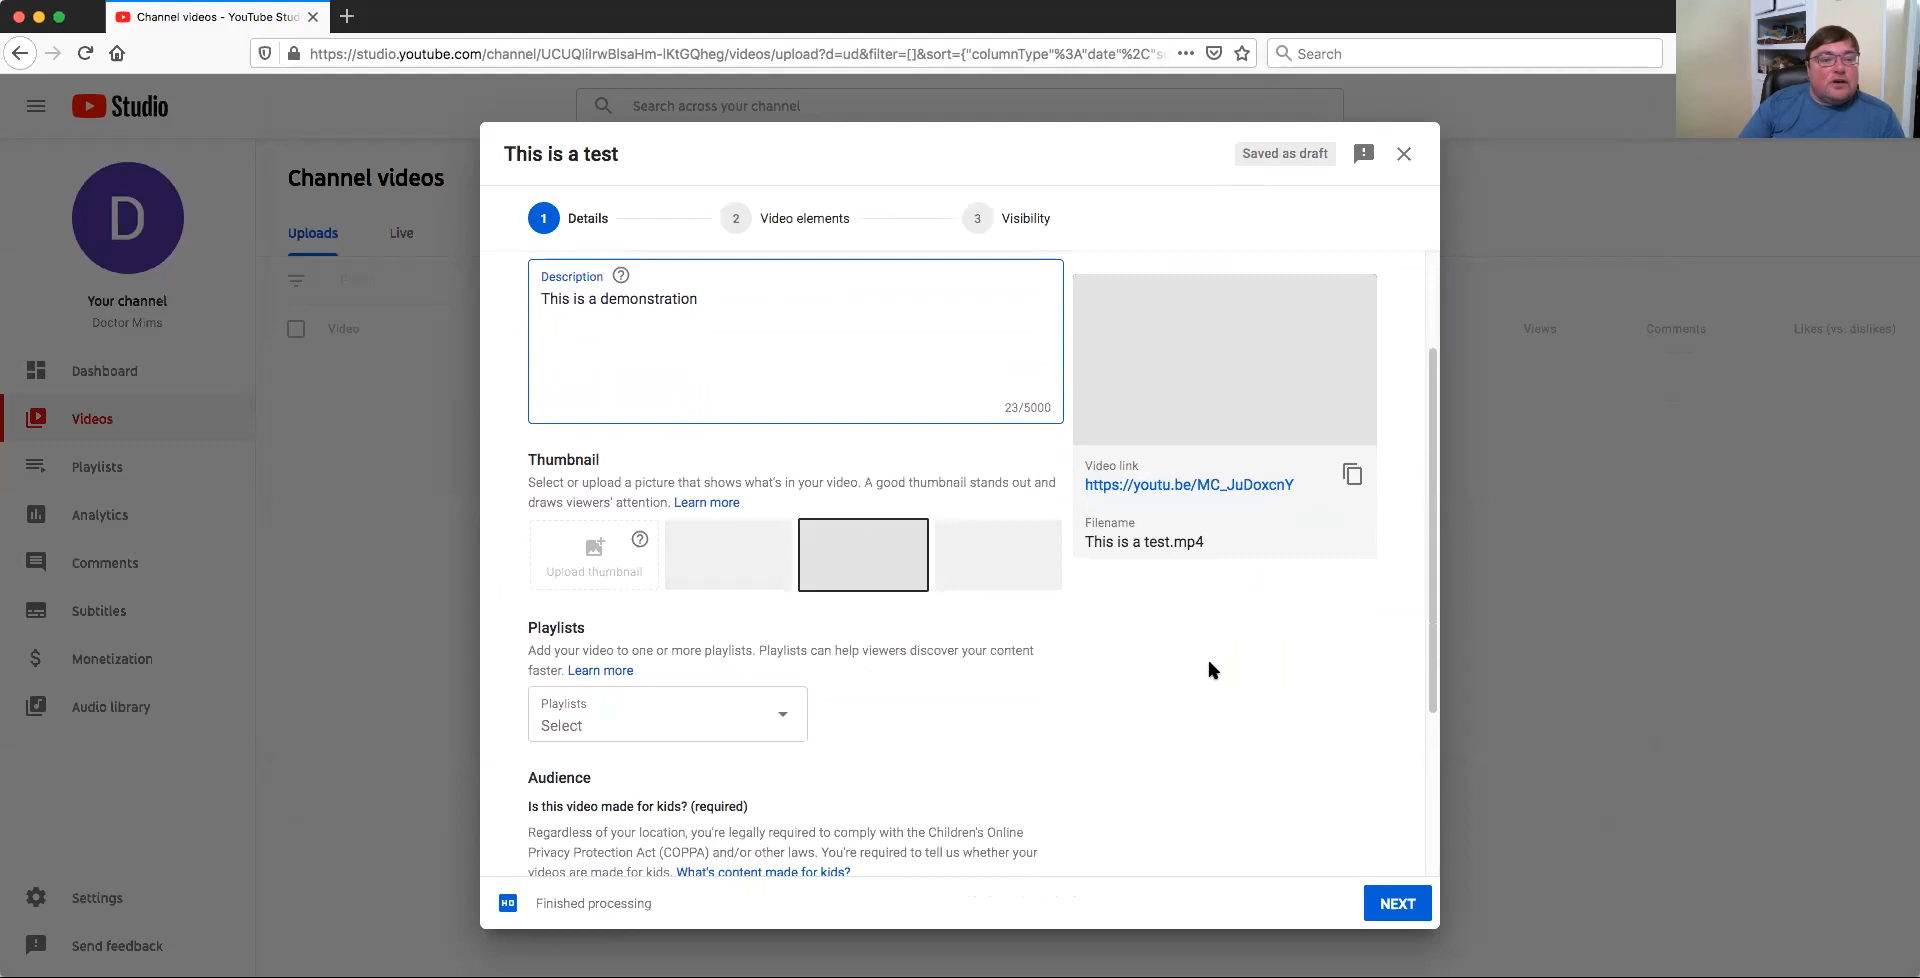 Channel videos - YouTube Stud
https://studio.youtube.com/channel/UCUQliIrwBlsaHm-lKtGQheg/videos/upload?d=ud&filter=[]&sort={"columnType"%3A"date"%2C"s
Search
Studio
Search across your channel
D
Your channel
Doctor Mims
Dashboard
Videos
Playlists
Analytics
Comments
Subtitles
Monetization
Audio library
Settings
Send feedback
Channel videos
Uploads
Live
Video
Views
Comments
Likes (vs. dislikes)
This is a test
Saved as draft
1 Details
2 Video elements
3 Visibility
Description
This is a demonstration
23/5000
Thumbnail
Select or upload a picture that shows what's in your video. A good thumbnail stands out and
draws viewers' attention. Learn more
Upload thumbnail
Playlists
Add your video to one or more playlists. Playlists can help viewers discover your content
faster. Learn more
Playlists
Select
Audience
Is this video made for kids? (required)
Regardless of your location, you're legally required to comply with the Children's Online
Privacy Protection Act (COPPA) and/or other laws. You're required to tell us whether your
videos are made for kids. What's content made for kids?
Video link
https://youtu.be/MC_JuDoxcnY
Filename
This is a test.mp4
HD
Finished processing
NEXT